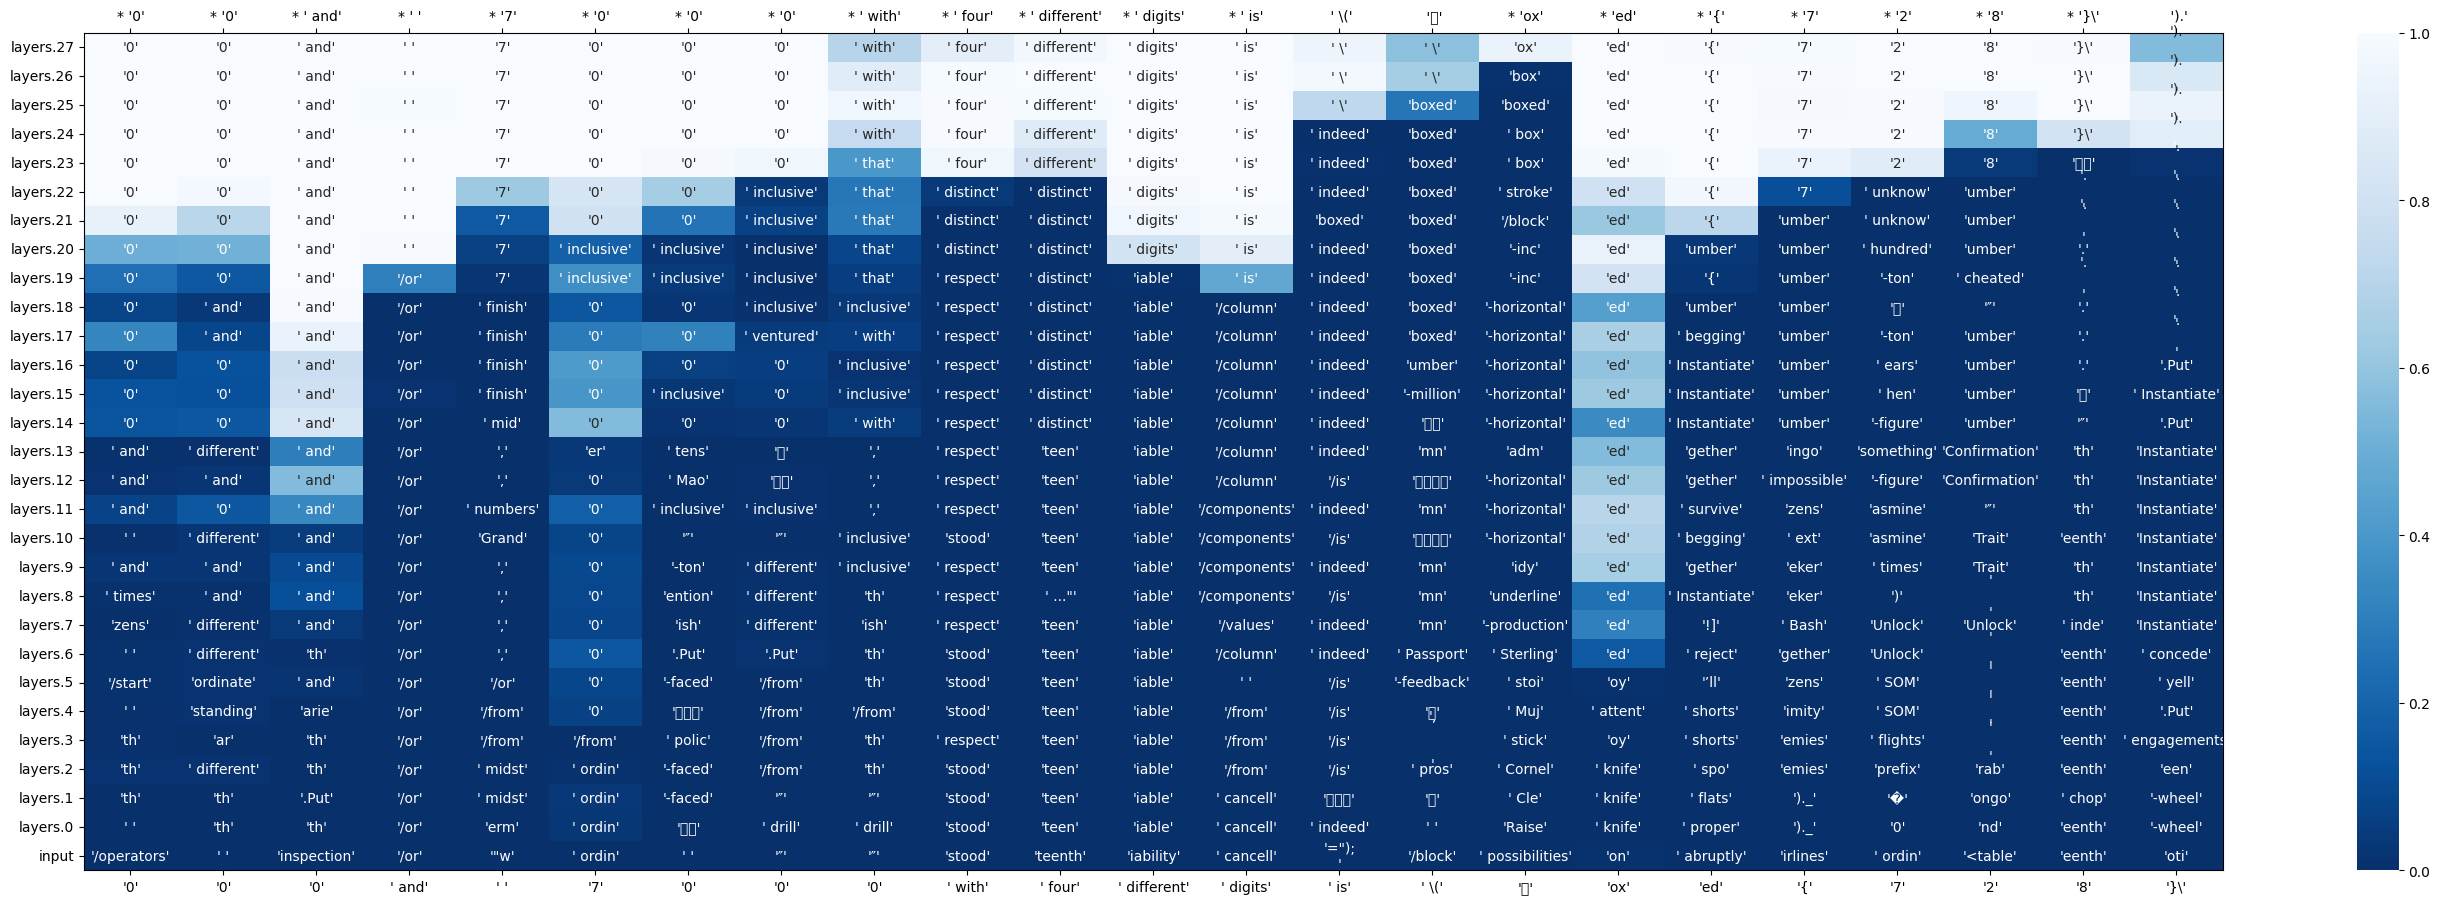 * '0' * '0' * ' and' * ' ' * '7' * '0' * '0' * '0' * ' with' * ' four' * ' different' * ' digits' * ' is' ' \(' * 'ox' * 'ed' * '{' * '7' * '2' * '8' * '}\' ').'
layers.27 '0' '0' ' and' ' ' '7' '0' '0' '0' ' with' ' four' ' different' ' digits' ' is' ' \' ' \' 'ox' 'ed' '{' '7' '2' '8' '}\' ').
layers.26 '0' '0' ' and' ' ' '7' '0' '0' '0' ' with' ' four' ' different' ' digits' ' is' ' \' ' \' 'box' 'ed' '{' '7' '2' '8' '}\' ').
layers.25 '0' '0' ' and' ' ' '7' '0' '0' '0' ' with' ' four' ' different' ' digits' ' is' ' \' 'boxed' 'boxed' 'ed' '{' '7' '2' '8' '}\' ').
layers.24 '0' '0' ' and' ' ' '7' '0' '0' '0' ' with' ' four' ' different' ' digits' ' is' ' indeed' 'boxed' ' box' 'ed' '{' '7' '2' '8' '}\' ').
layers.23 '0' '0' ' and' ' ' '7' '0' '0' '0' ' that' ' four' ' different' ' digits' ' is' ' indeed' 'boxed' ' box' 'ed' '{' '7' '2' '8'
layers.22 '0' '0' ' and' ' ' '7' '0' '0' ' inclusive' ' that' ' distinct' ' distinct' ' digits' ' is' ' indeed' 'boxed' ' stroke' 'ed' '{' '7' ' unknow' 'umber'
layers.21 '0' '0' ' and' ' ' '7' '0' '0' ' inclusive' ' that' ' distinct' ' distinct' ' digits' ' is' 'boxed' 'boxed' '/block' 'ed' '{' 'umber' ' unknow' 'umber'
layers.20 '0' '0' ' and' ' ' '7' ' inclusive' ' inclusive' ' inclusive' ' that' ' distinct' ' distinct' ' digits' ' is' ' indeed' 'boxed' '-inc' 'ed' 'umber' 'umber' ' hundred' 'umber' '.'
layers.19 '0' '0' ' and' '/or' '7' ' inclusive' ' inclusive' ' inclusive' ' that' ' respect' ' distinct' 'iable' ' is' ' indeed' 'boxed' '-inc' 'ed' '{' 'umber' '-ton' ' cheated'
layers.18 '0' ' and' ' and' '/or' ' finish' '0' '0' ' inclusive' ' inclusive' ' respect' ' distinct' 'iable' '/column' ' indeed' 'boxed' '-horizontal' 'ed' 'umber' 'umber' '″' '.'
layers.17 '0' ' and' ' and' '/or' ' finish' '0' '0' ' ventured' ' with' ' respect' ' distinct' 'iable' '/column' ' indeed' 'boxed' '-horizontal' 'ed' ' begging' 'umber' '-ton' 'umber' '.'
layers.16 '0' '0' ' and' '/or' ' finish' '0' '0' '0' ' inclusive' ' respect' ' distinct' 'iable' '/column' ' indeed' 'umber' '-horizontal' 'ed' ' Instantiate' 'umber' ' ears' 'umber' '.' '.Put'
layers.15 '0' '0' ' and' '/or' ' finish' '0' ' inclusive' '0' ' inclusive' ' respect' ' distinct' 'iable' '/column' ' indeed' '-million' '-horizontal' 'ed' ' Instantiate' 'umber' ' hen' 'umber' ' Instantiate'
layers.14 '0' '0' ' and' '/or' ' mid' '0' '0' '0' ' with' ' respect' ' distinct' 'iable' '/column' ' indeed' '-horizontal' 'ed' ' Instantiate' 'umber' '-figure' 'umber' '″' '.Put'
layers.13 ' and' ' different' ' and' '/or' ',' 'er' ' tens' ',' ' respect' 'teen' 'iable' '/column' ' indeed' 'mn' 'adm' 'ed' 'gether' 'ingo' 'something' 'Confirmation' 'th' 'Instantiate'
layers.12 ' and' ' and' ' and' '/or' ',' '0' ' Mao' ',' ' respect' 'teen' 'iable' '/column' '/is' '-horizontal' 'ed' 'gether' ' impossible' '-figure' 'Confirmation' 'th' 'Instantiate'
layers.11 ' and' '0' ' and' '/or' ' numbers' '0' ' inclusive' ' inclusive' ',' ' respect' 'teen' 'iable' '/components' ' indeed' 'mn' '-horizontal' 'ed' ' survive' 'zens' 'asmine' '″' 'th' 'Instantiate'
layers.10 ' ' ' different' ' and' '/or' 'Grand' '0' '″' '″' ' inclusive' 'stood' 'teen' 'iable' '/components' '/is' '-horizontal' 'ed' ' begging' ' ext' 'asmine' 'Trait' 'eenth' 'Instantiate'
layers.9 ' and' ' and' ' and' '/or' ',' '0' '-ton' ' different' ' inclusive' ' respect' 'teen' 'iable' '/components' ' indeed' 'mn' 'idy' 'ed' 'gether' 'eker' ' times' 'Trait' 'th' 'Instantiate'
layers.8 ' times' ' and' ' and' '/or' ',' '0' 'ention' ' different' 'th' ' respect' ' ..."' 'iable' '/components' '/is' 'mn' 'underline' 'ed' ' Instantiate' 'eker' ')' 'th' 'Instantiate'
layers.7 'zens' ' different' ' and' '/or' ',' '0' 'ish' ' different' 'ish' ' respect' 'teen' 'iable' '/values' ' indeed' 'mn' '-production' 'ed' '!]' ' Bash' 'Unlock' 'Unlock' ' inde' 'Instantiate'
layers.6 ' ' ' different' 'th' '/or' ',' '0' '.Put' '.Put' 'th' 'stood' 'teen' 'iable' '/column' ' indeed' ' Passport' ' Sterling' 'ed' ' reject' 'gether' 'Unlock' 'eenth' ' concede'
layers.5 '/start' 'ordinate' ' and' '/or' '/or' '0' '-faced' '/from' 'th' 'stood' 'teen' 'iable' ' ' '/is' '-feedback' ' stoi' 'oy' '’ll' 'zens' ' SOM' 'eenth' ' yell'
layers.4 ' ' 'standing' 'arie' '/or' '/from' '0' '/from' '/from' 'stood' 'teen' 'iable' '/from' '/is' ' Muj' ' attent' ' shorts' 'imity' ' SOM' 'eenth' '.Put'
layers.3 'th' 'ar' 'th' '/or' '/from' '/from' ' polic' '/from' 'th' ' respect' 'teen' 'iable' '/from' '/is' ' stick' 'oy' ' shorts' 'emies' ' flights' 'eenth' ' engagements
layers.2 'th' ' different' 'th' '/or' ' midst' ' ordin' '-faced' '/from' 'th' 'stood' 'teen' 'iable' '/from' '/is' ' pros' ' Cornel' ' knife' ' spo' 'emies' 'prefix' 'rab' 'eenth' 'een'
layers.1 'th' 'th' '.Put' '/or' ' midst' ' ordin' '-faced' '″' '″' 'stood' 'teen' 'iable' ' cancell' ' Cle' ' knife' ' flats' ')._' '�' 'ongo' ' chop' '-wheel'
layers.0 ' ' 'th' 'th' '/or' 'erm' ' ordin' ' drill' ' drill' 'stood' 'teen' 'iable' ' cancell' ' indeed' ' ' 'Raise' ' knife' ' proper' ')._' '0' 'nd' 'eenth' '-wheel'
input '/operators' ' ' 'inspection' '/or' '"w' ' ordin' ' ' '″' '″' 'stood' 'teenth' 'iability' ' cancell' '="); ' '/block' ' possibilities' 'on' ' abruptly' 'irlines' ' ordin' '<table' 'eenth' 'oti'
'0' '0' '0' ' and' ' ' '7' '0' '0' '0' ' with' ' four' ' different' ' digits' ' is' ' \(' 'ox' 'ed' '{' '7' '2' '8' '}\'
1.0
0.8
0.6
0.4
0.2
0.0